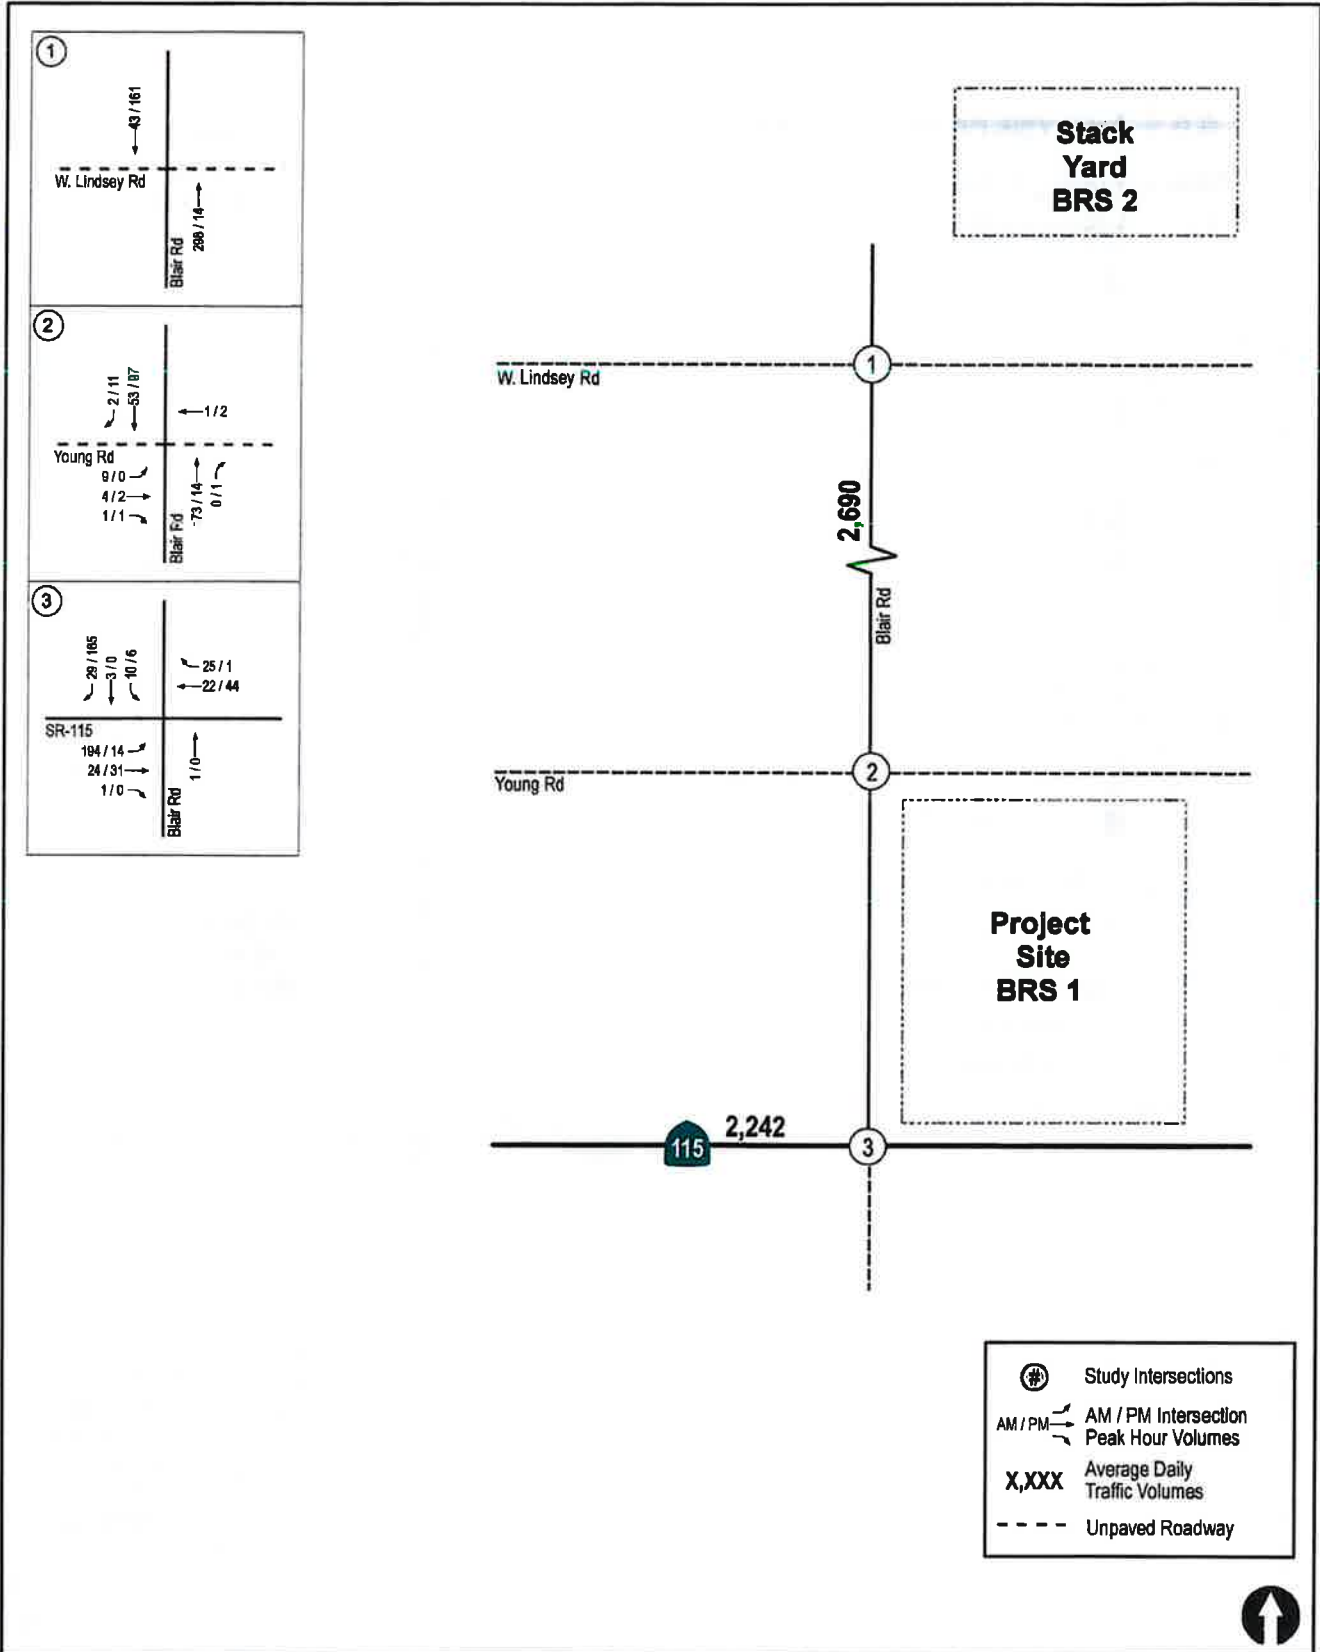 1
43 / 161
W. Lindsey Rd
298 / 14
Blair Rd
2
2 / 11
53 / 97
1 / 2
Young Rd
9 / 0
4 / 2
1 / 1
Blair Rd
73 / 14
0 / 1
3
29 / 165
3 / 0
10 / 6
25 / 1
22 / 44
SR-115
194 / 14
24 / 31
1 / 0
Blair Rd
1 / 0
Stack
Yard
BRS 2
1
W. Lindsey Rd
2,690
Blair Rd
2
Young Rd
Project
Site
BRS 1
115
2,242
3
# Study Intersections
AM / PM AM / PM Intersection
Peak Hour Volumes
X,XXX Average Daily
Traffic Volumes
Unpaved Roadway